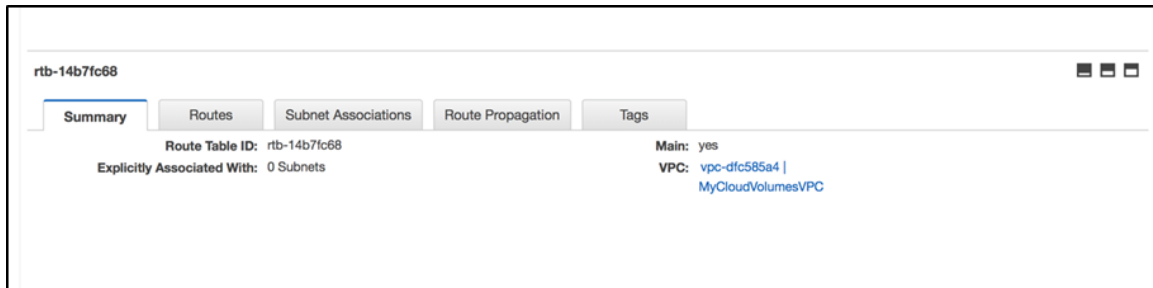 rtb-14b7fc68
Summary Routes Subnet Associations Route Propagation Tags
Route Table ID: rtb-14b7fc68 Main: yes
Explicitly Associated With: 0 Subnets VPC: vpc-dfc585a4 |
MyCloudVolumesVPC